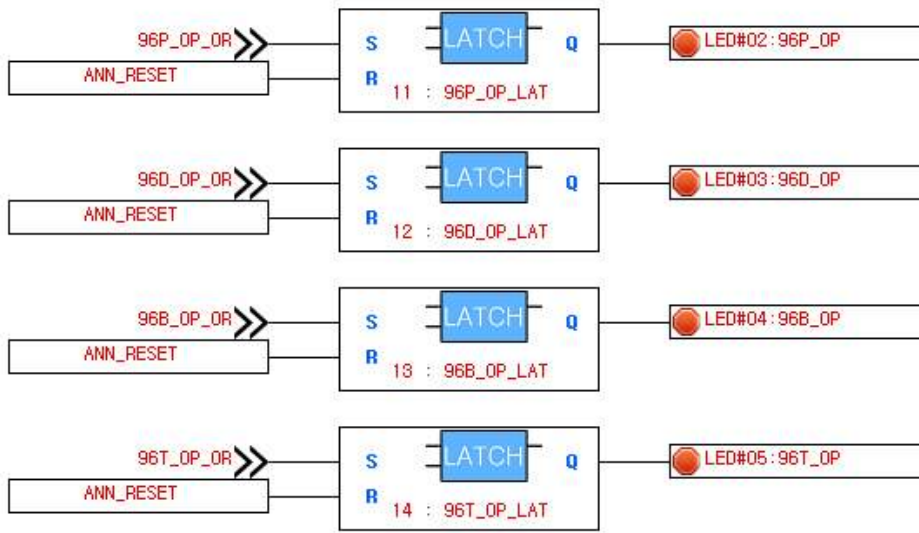 96P_OP_OR S LATCH Q LED#02:96P_OP
ANN_RESET R
11 : 96P_OP_LAT
96D_OP_OR S LATCH Q LED#03:96D_OP
ANN_RESET R
12 : 96D_OP_LAT
96B_OP_OR S LATCH Q LED#04:96B_OP
ANN_RESET R
13 : 96B_OP_LAT
96T_OP_OR S LATCH Q LED#05:96T_OP
ANN_RESET R
14 : 96T_OP_LAT